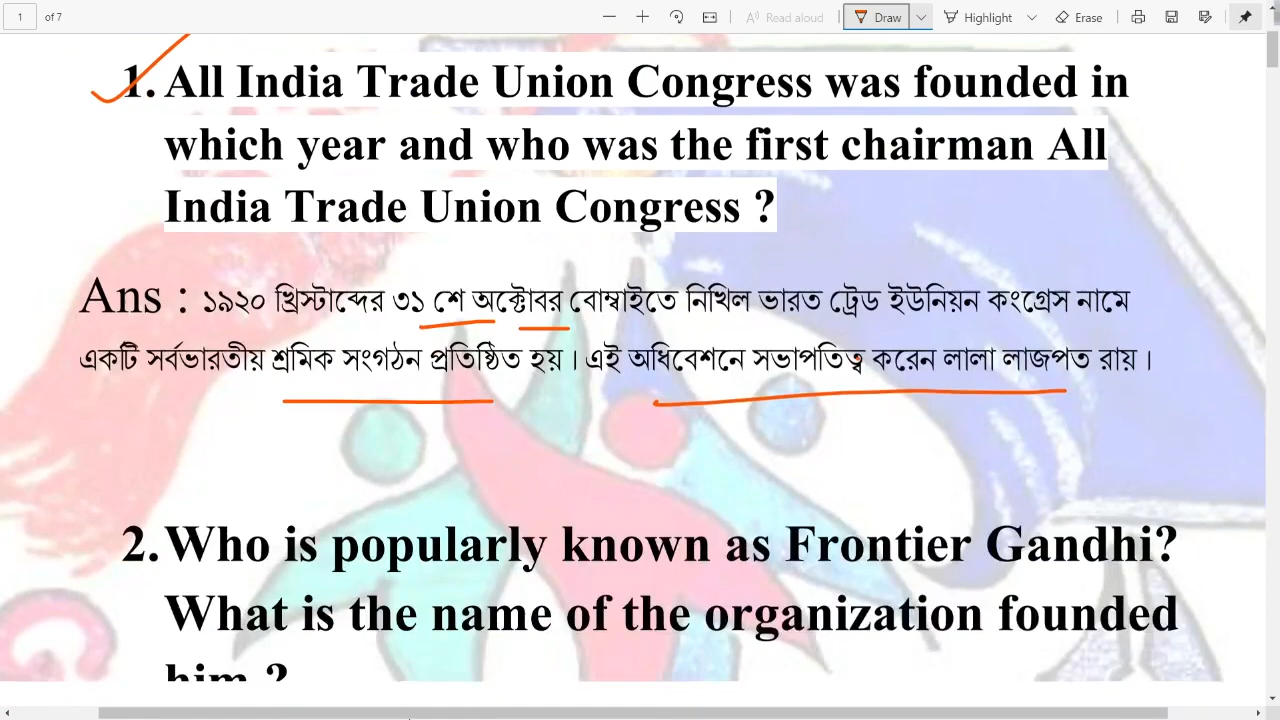 1 of 7 Read aloud Draw Highlight Erase
1. All India Trade Union Congress was founded in
which year and who was the first chairman All
India Trade Union Congress ?
Ans : ১৯২০ খ্রিস্টাব্দের ৩১ শে অক্টোবর বোম্বাইতে নিখিল ভারত ট্রেড ইউনিয়ন কংগ্রেস নামে
একটি সর্বভারতীয় শ্রমিক সংগঠন প্রতিষ্ঠিত হয়। এই অধিবেশনে সভাপতিত্ব করেন লালা লাজপত রায়।
2. Who is popularly known as Frontier Gandhi?
What is the name of the organization founded
him ?